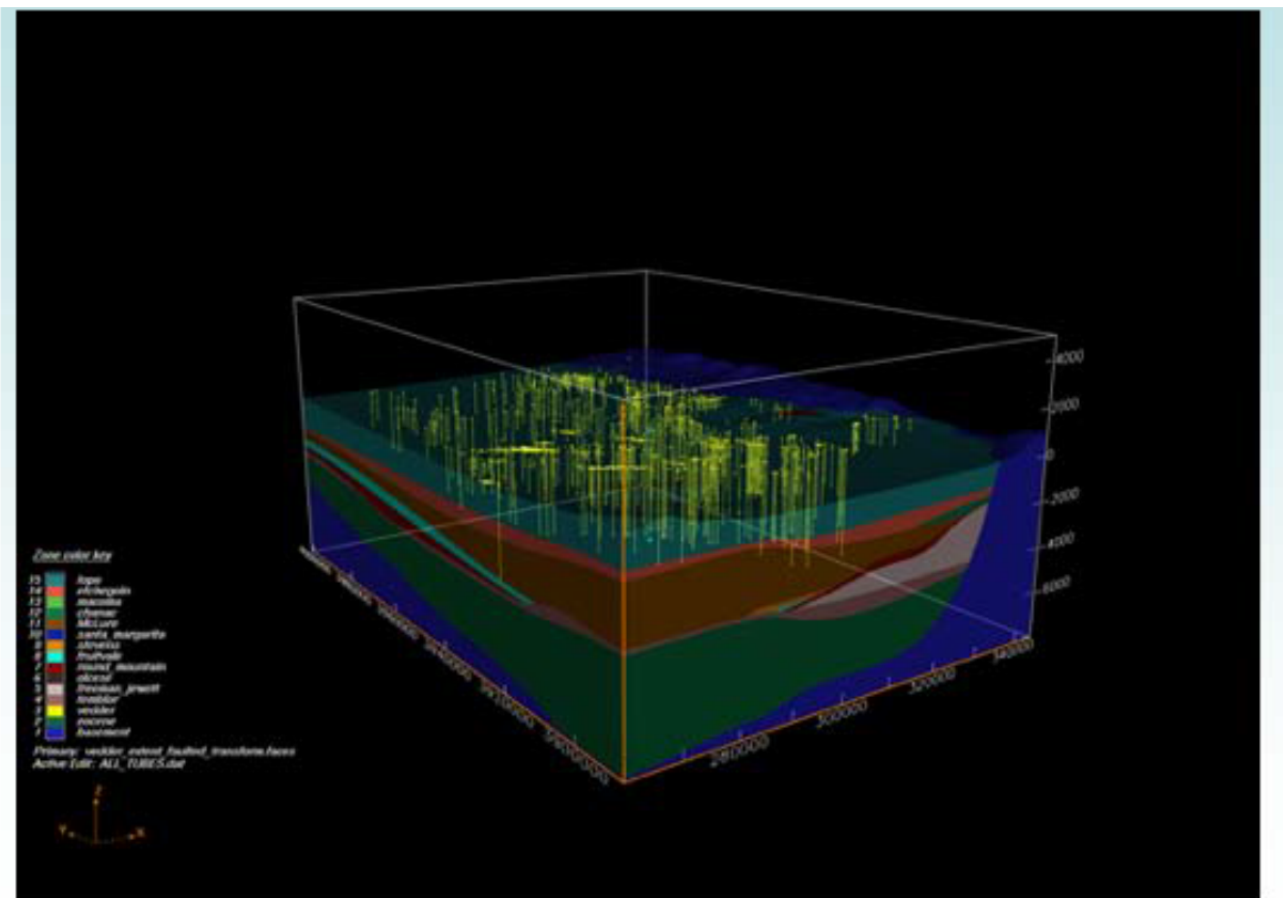 4000
2000
0
-2000
-4000
-6000
340000
320000
300000
280000
Zone color key
15 tope
14 etchegoin
13 macoma
12 chanac
11 McLure
10 santa_margarita
9 stevens
8 fruitvale
7 round_mountain
6 olcese
5 freeman_jewett
4 temblor
3 vedder
2 eocene
1 basement
Primary: vedder_extent_faulted_transform.faces
Active Edit: ALL_TUBES.dat
Z
Y
X